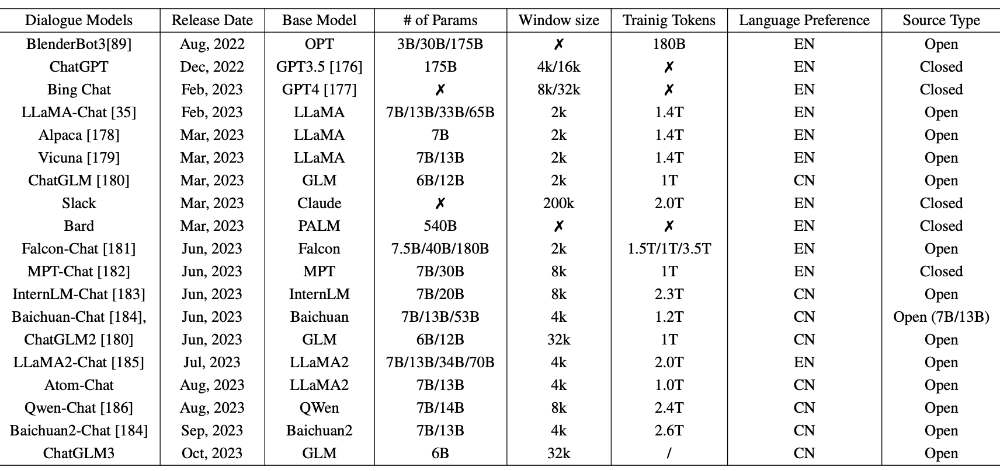 Dialogue Models Release Date Base Model # of Params Window size Trainig Tokens Language Preference Source Type
BlenderBot3[89] Aug, 2022 OPT 3B/30B/175B ✗ 180B EN Open
ChatGPT Dec, 2022 GPT3.5 [176] 175B 4k/16k ✗ EN Closed
Bing Chat Feb, 2023 GPT4 [177] ✗ 8k/32k ✗ EN Closed
LLaMA-Chat [35] Feb, 2023 LLaMA 7B/13B/33B/65B 2k 1.4T EN Open
Alpaca [178] Mar, 2023 LLaMA 7B 2k 1.4T EN Open
Vicuna [179] Mar, 2023 LLaMA 7B/13B 2k 1.4T EN Open
ChatGLM [180] Mar, 2023 GLM 6B/12B 2k 1T CN Open
Slack Mar, 2023 Claude ✗ 200k 2.0T EN Closed
Bard Mar, 2023 PALM 540B ✗ ✗ EN Closed
Falcon-Chat [181] Jun, 2023 Falcon 7.5B/40B/180B 2k 1.5T/1T/3.5T EN Open
MPT-Chat [182] Jun, 2023 MPT 7B/30B 8k 1T EN Closed
InternLM-Chat [183] Jun, 2023 InternLM 7B/20B 8k 2.3T CN Open
Baichuan-Chat [184], Jun, 2023 Baichuan 7B/13B/53B 4k 1.2T CN Open (7B/13B)
ChatGLM2 [180] Jun, 2023 GLM 6B/12B 32k 1T CN Open
LLaMA2-Chat [185] Jul, 2023 LLaMA2 7B/13B/34B/70B 4k 2.0T EN Open
Atom-Chat Aug, 2023 LLaMA2 7B/13B 4k 1.0T CN Open
Qwen-Chat [186] Aug, 2023 QWen 7B/14B 8k 2.4T CN Open
Baichuan2-Chat [184] Sep, 2023 Baichuan2 7B/13B 4k 2.6T CN Open
ChatGLM3 Oct, 2023 GLM 6B 32k / CN Open